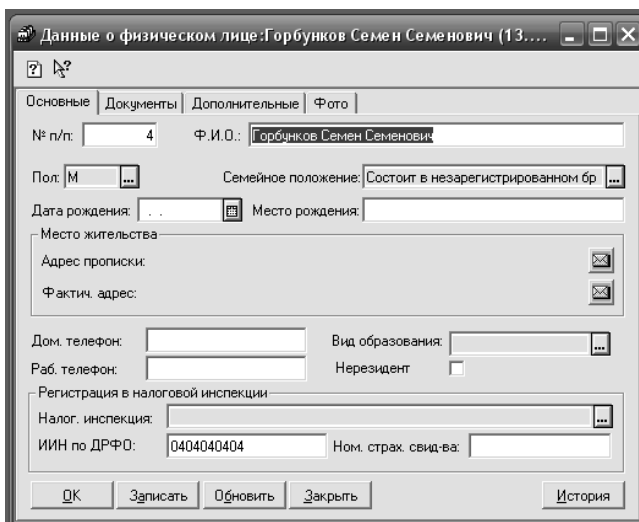 Данные о физическом лице:Горбунков Семен Семенович (13....
Основные Документы Дополнительные Фото
№ п/п: 4 Ф.И.О.: Горбунков Семен Семенович
Пол: М ... Семейное положение: Состоит в незарегистрированном бр ...
Дата рождения: . . Место рождения:
Место жительства
Адрес прописки:
Фактич. адрес:
Дом. телефон: Вид образования: ...
Раб. телефон: Нерезидент
Регистрация в налоговой инспекции
Налог. инспекция: ...
ИИН по ДРФО: 0404040404 Ном. страх. свид-ва:
OK Записать Обновить Закрыть История